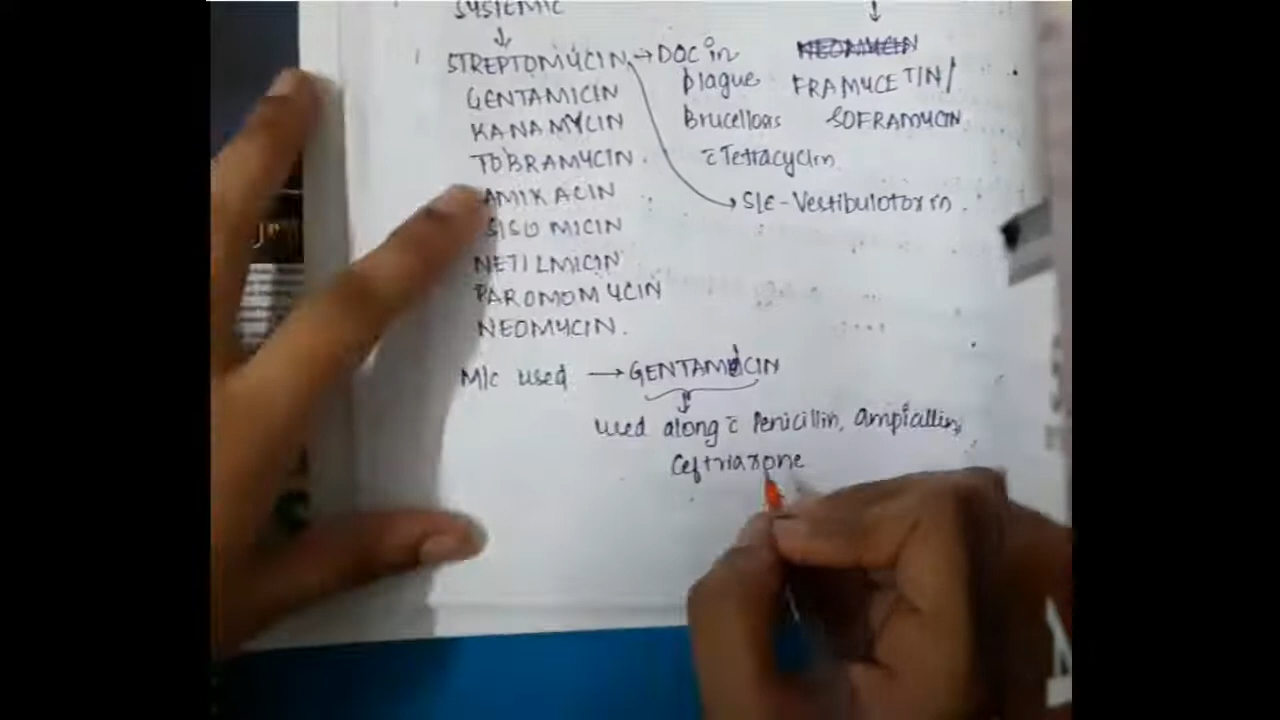 SYSTEMIC
↓
STREPTOMYCIN → DOC in
plague
Brucellosis
c̄ Tetracyclin
S/E - Vestibulotoxin.
GENTAMICIN
KANAMYCIN
TOBRAMYCIN.
AMIKACIN
SISOMICIN
NETILMICIN
PAROMOMYCIN
NEOMYCIN.
↓
NEOMYCIN
FRAMYCETIN/
SOFRAMYCIN
M/c used → GENTAMICIN
↓
used along c̄ Penicillin, ampicillin,
Ceftriaxone